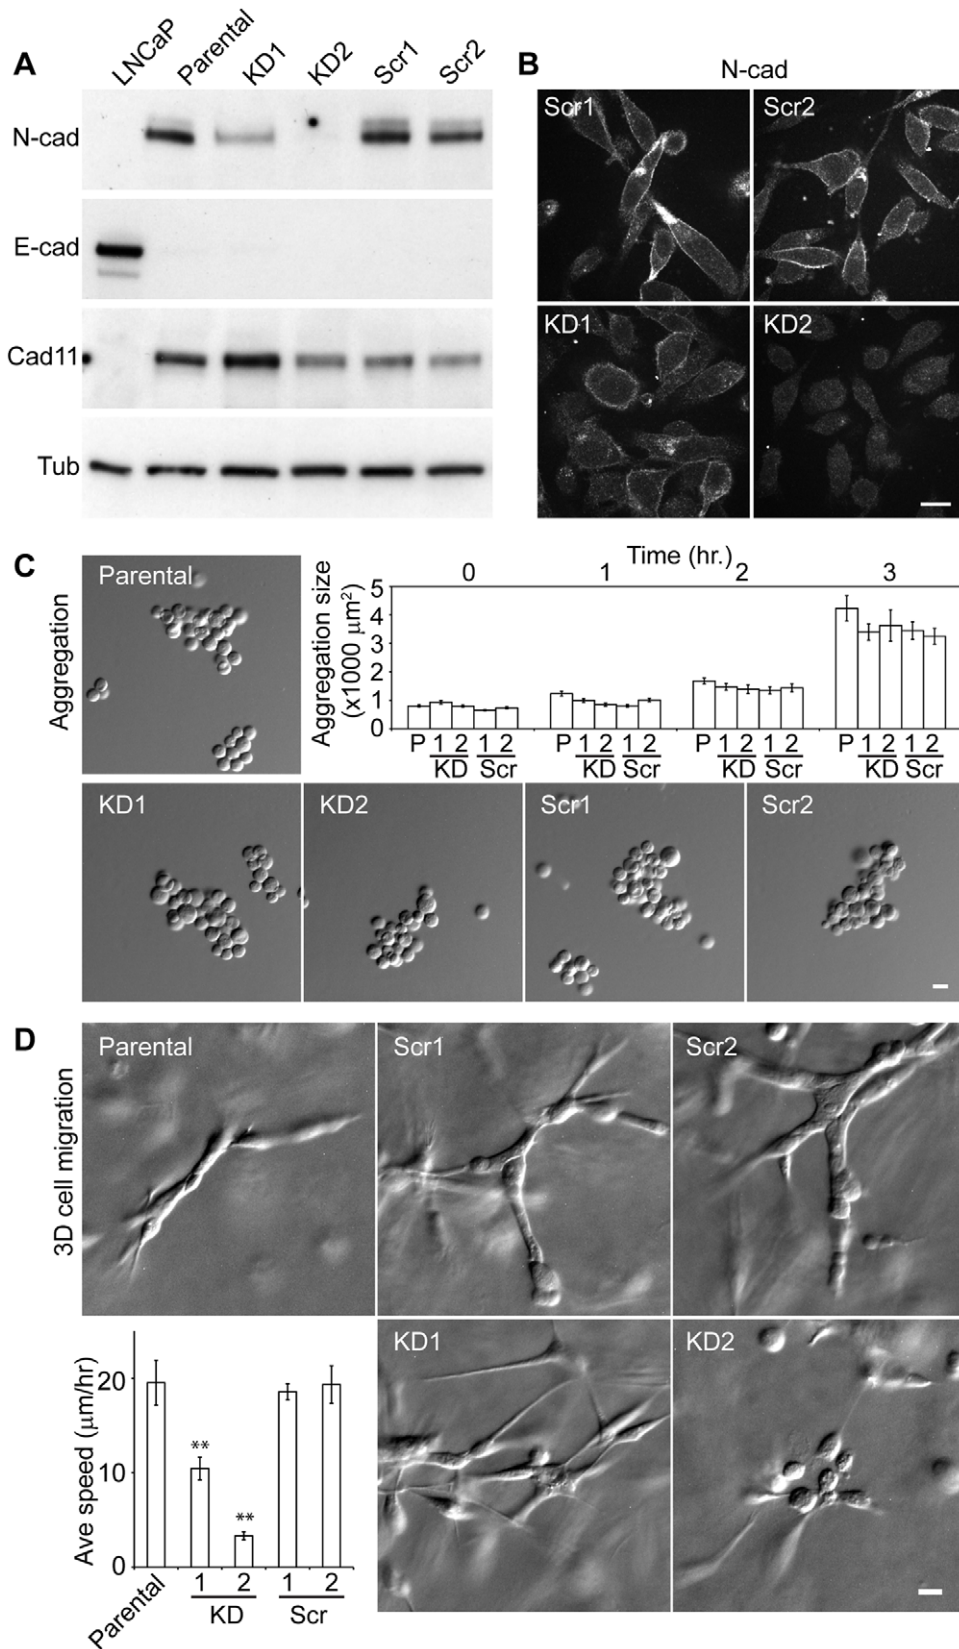 A
LNCaP
Parental
KD1
KD2
Scr1
Scr2
N-cad
E-cad
Cad11
Tub
B
N-cad
Scr1
Scr2
KD1
KD2
C
Aggregation
Parental
Time (hr.)
0 1 2 3
Aggregation size
(x1000 μm²)
5
4
3
2
1
0
P 1 2 1 2 P 1 2 1 2 P 1 2 1 2 P 1 2 1 2
KD Scr KD Scr KD Scr KD Scr
KD1
KD2
Scr1
Scr2
D
3D cell migration
Parental
Scr1
Scr2
Ave speed (μm/hr)
20
10
0
**
**
1 2 1 2
Parental
KD Scr
KD1
KD2